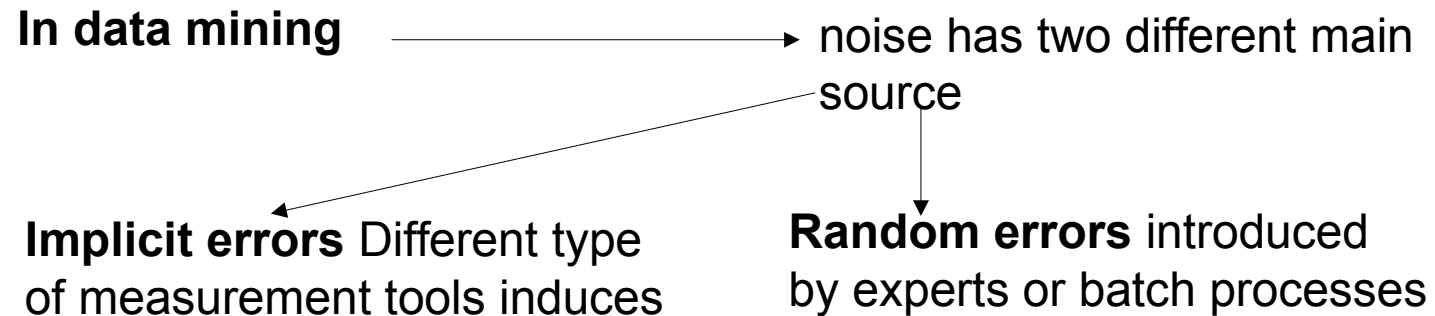 In data mining
noise has two different main
source
Implicit errors Different type
of measurement tools induces
Random errors introduced
by experts or batch processes